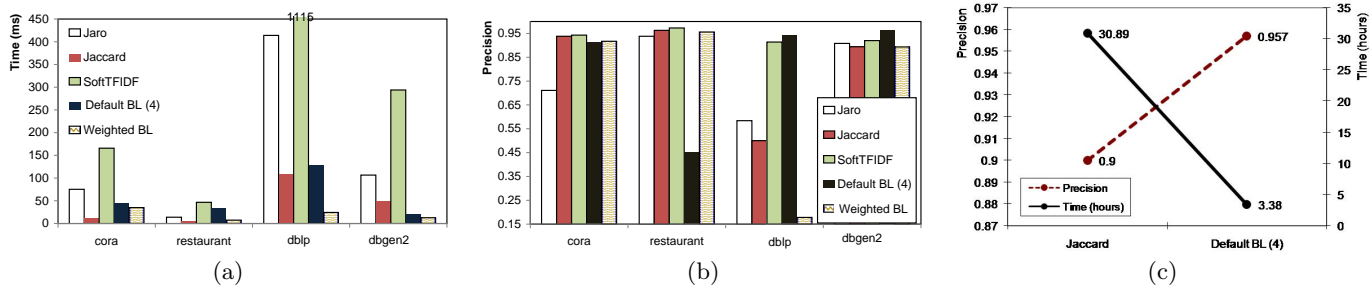 1115
450
400
350
300
250
200
150
100
50
0
Time (ms)
Jaro
Jaccard
SoftTFIDF
Default BL (4)
Weighted BL
cora restaurant dblp dbgen2
(a)
0.95
0.85
0.75
0.65
0.55
0.45
0.35
0.25
0.15
Precision
Jaro
Jaccard
SoftTFIDF
Default BL (4)
Weighted BL
cora restaurant dblp dbgen2
(b)
0.97
0.96
0.95
0.94
0.93
0.92
0.91
0.9
0.89
0.88
0.87
Precision
30.89
0.957
0.9
3.38
Precision
Time (hours)
35
30
25
20
15
10
5
0
Time (hours)
Jaccard Default BL (4)
(c)